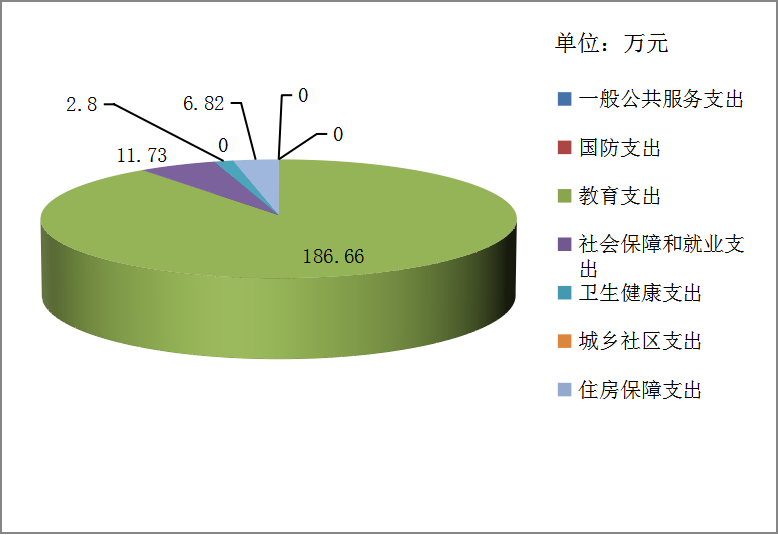 单位：万元
0
2.8
6.82
0
0
11.73
186.66
一般公共服务支出
国防支出
教育支出
社会保障和就业支
出
卫生健康支出
城乡社区支出
住房保障支出